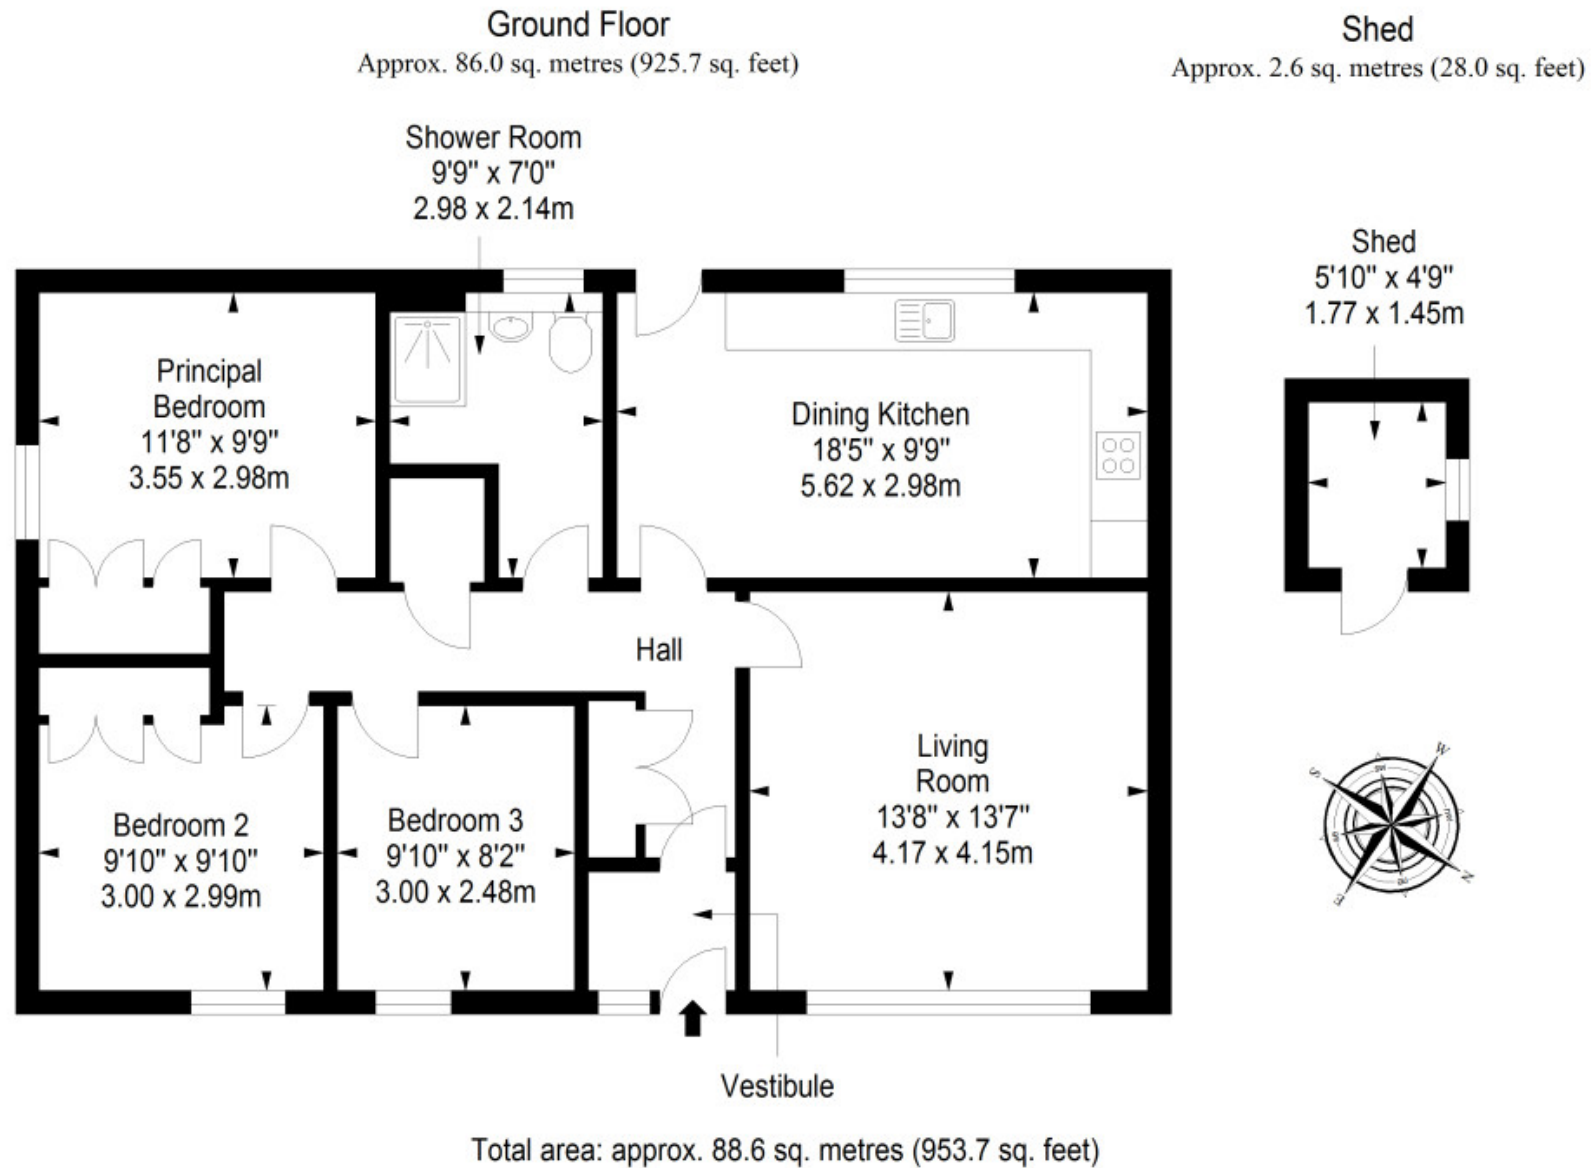 Ground Floor
Approx. 86.0 sq. metres (925.7 sq. feet)
Shed
Approx. 2.6 sq. metres (28.0 sq. feet)
Shower Room
9'9" x 7'0"
2.98 x 2.14m
Shed
5'10" x 4'9"
1.77 x 1.45m
Principal
Bedroom
11'8" x 9'9"
3.55 x 2.98m
Dining Kitchen
18'5" x 9'9"
5.62 x 2.98m
Hall
Living
Room
13'8" x 13'7"
4.17 x 4.15m
Bedroom 2
9'10" x 9'10"
3.00 x 2.99m
Bedroom 3
9'10" x 8'2"
3.00 x 2.48m
W
S
N
E
Vestibule
Total area: approx. 88.6 sq. metres (953.7 sq. feet)